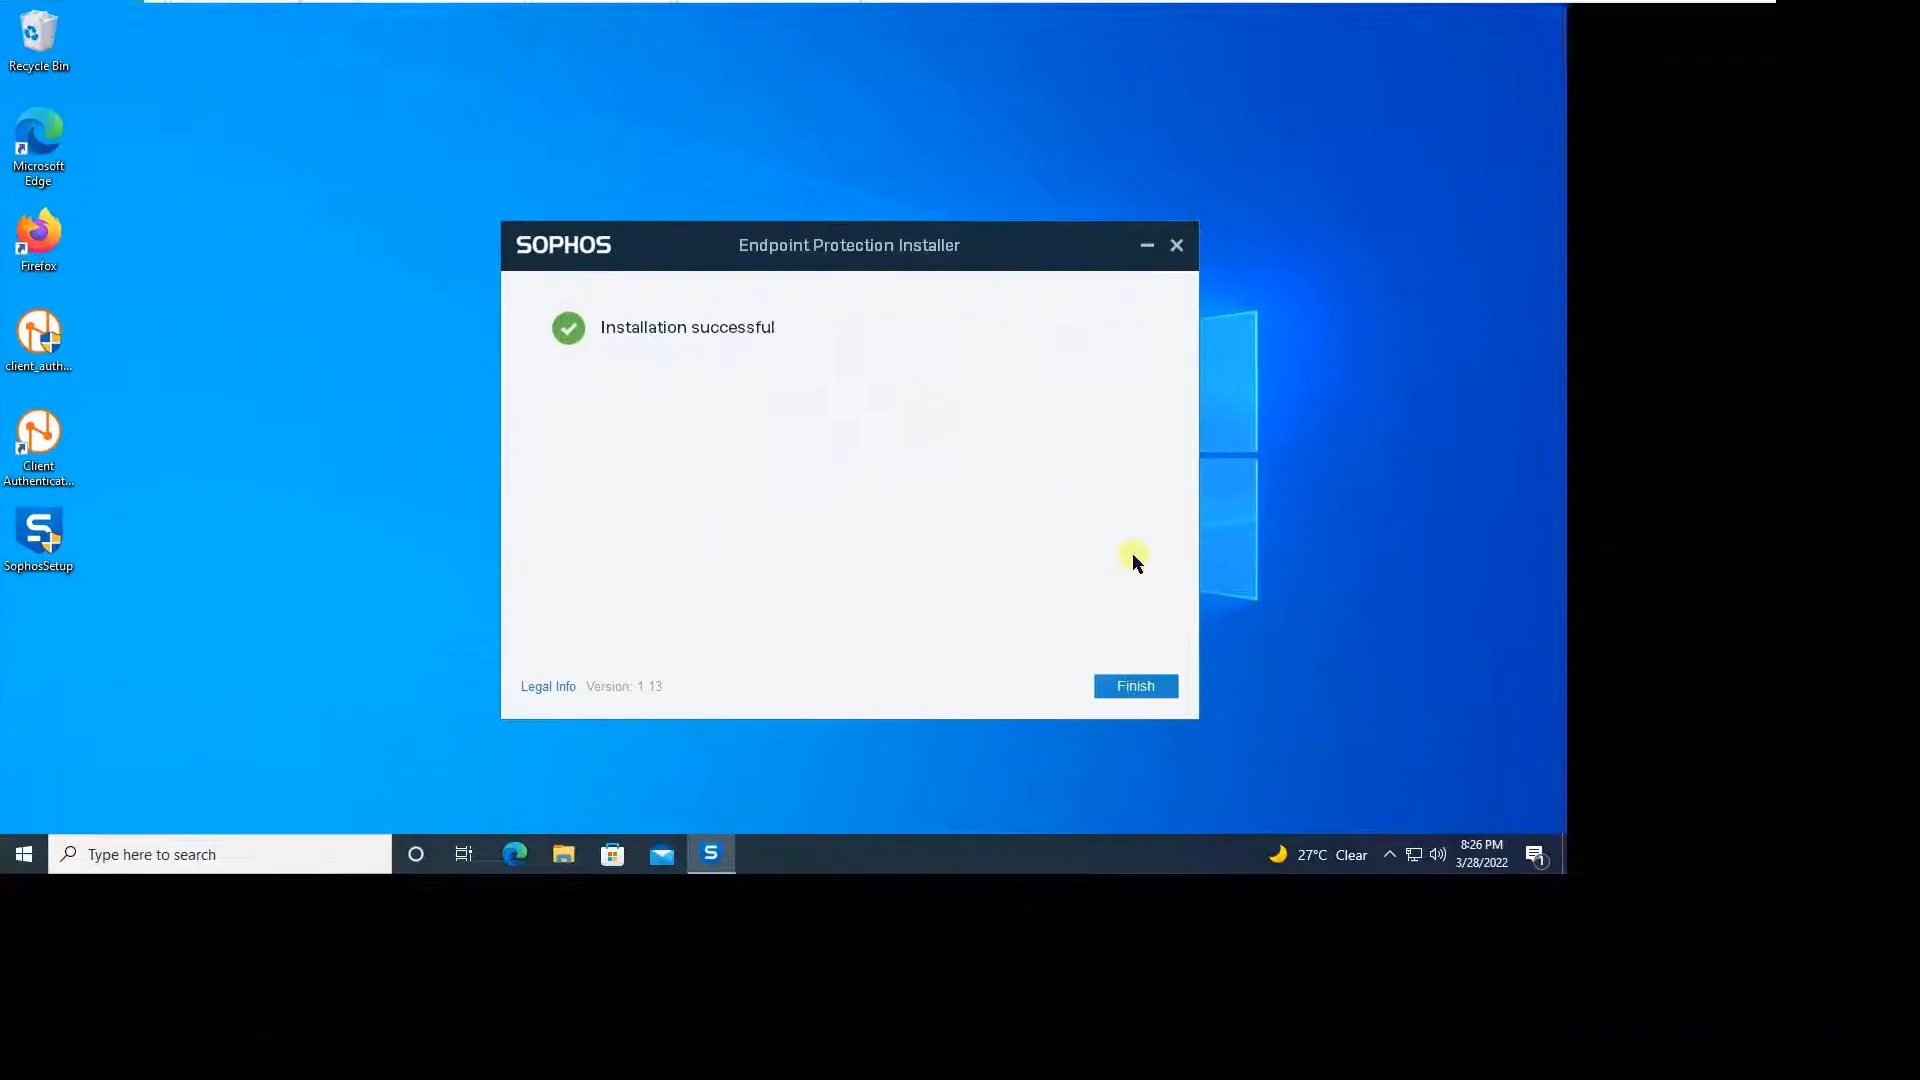 Recycle Bin
Microsoft
Edge
Firefox
client_auth...
Client
Authenticat...
SophosSetup
SOPHOS
Endpoint Protection Installer
Installation successful
Legal Info
Version: 1 13
Finish
Type here to search
S
27°C Clear
8:26 PM
3/28/2022
1